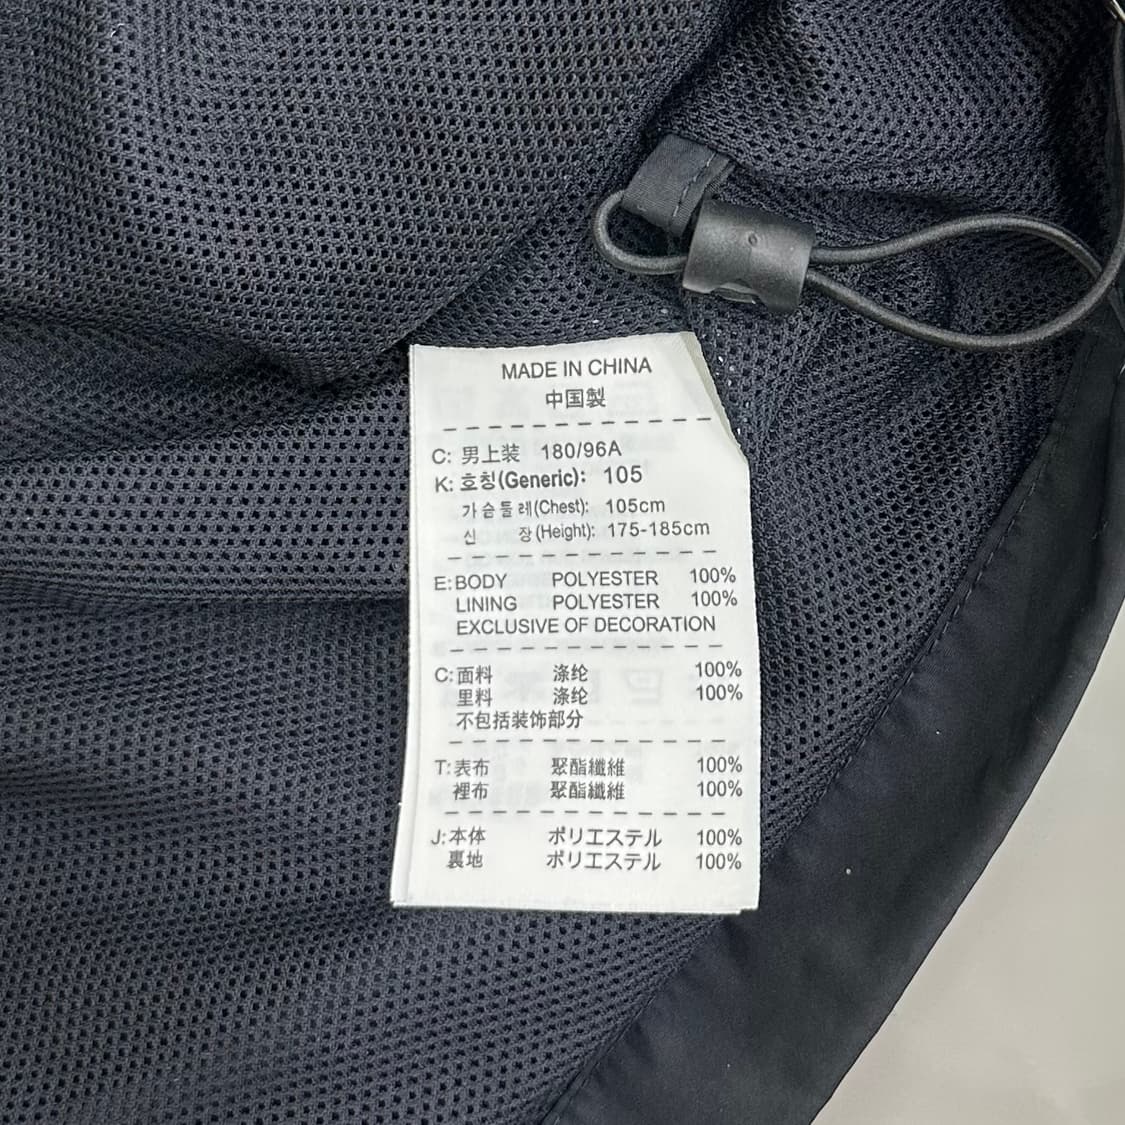 MADE IN CHINA
中国製
C: 男上装 180/96A
K: 호칭(Generic): 105
가슴둘레(Chest): 105cm
신 장(Height): 175-185cm
E: BODY POLYESTER 100%
LINING POLYESTER 100%
EXCLUSIVE OF DECORATION
C: 面料 涤纶 100%
里料 涤纶 100%
不包括装饰部分
T: 表布 聚酯纖維 100%
裡布 聚酯纖維 100%
J: 本体 ポリエステル 100%
裏地 ポリエステル 100%